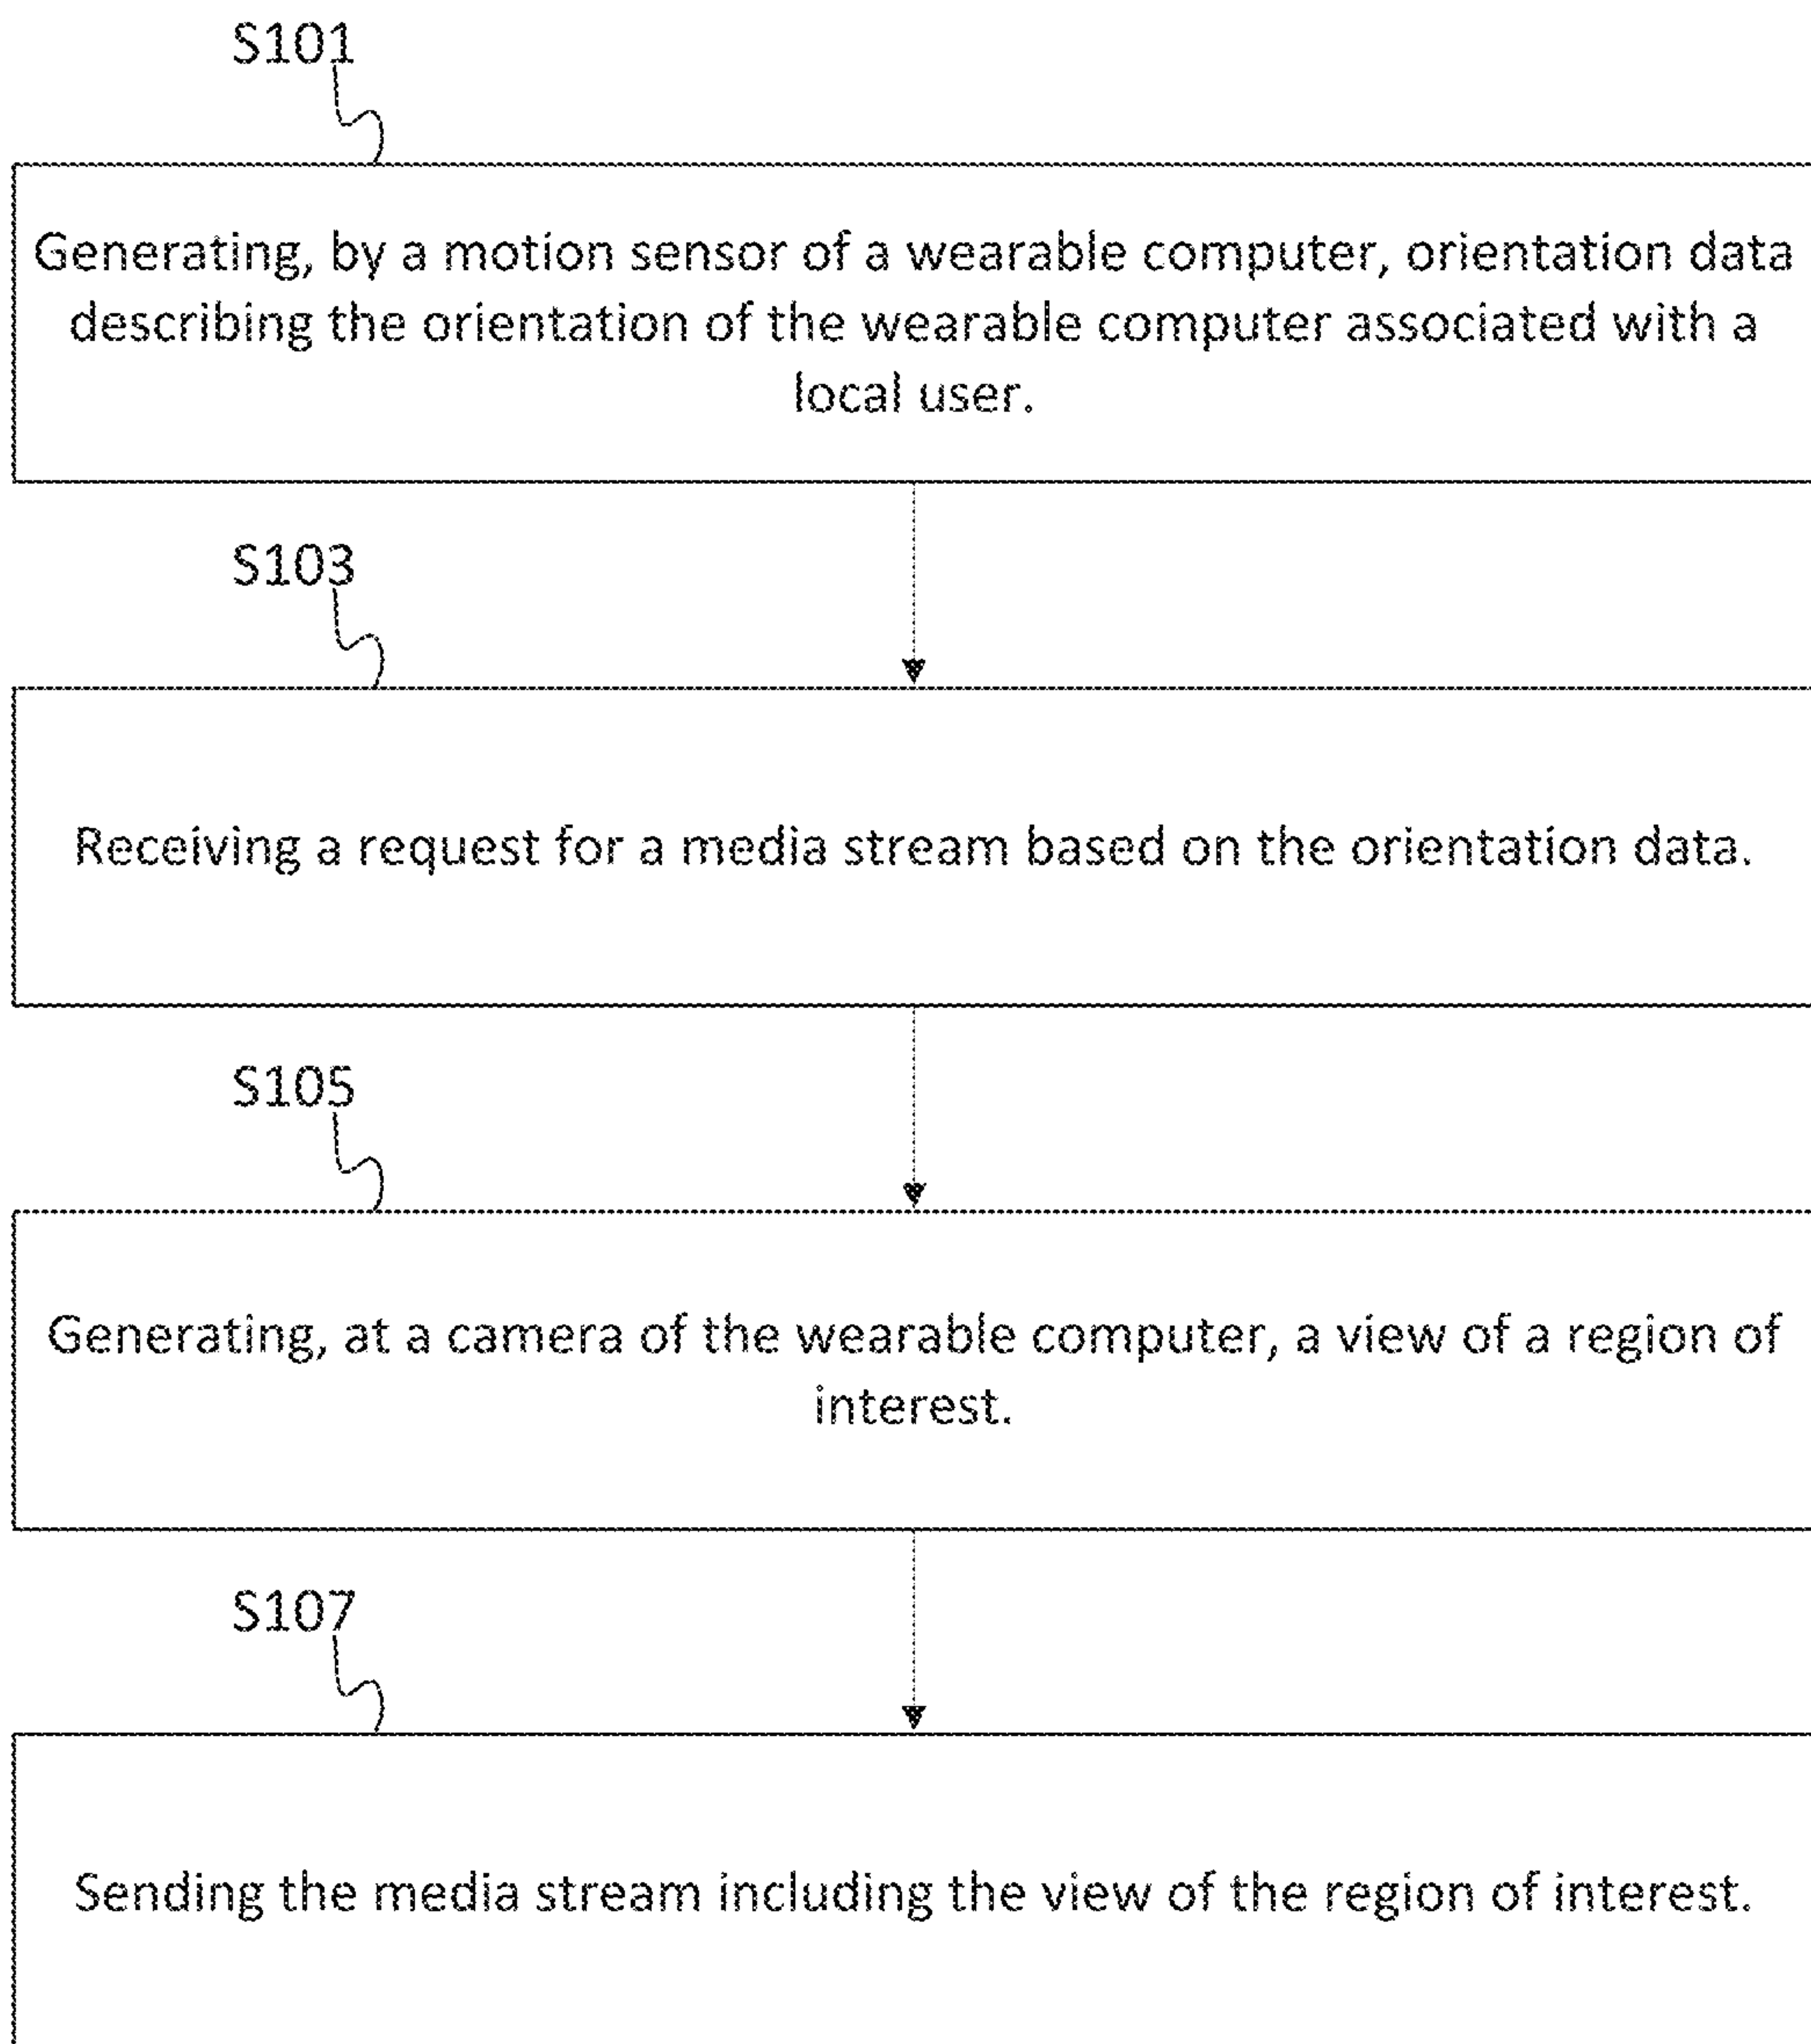 S101
Generating, by a motion sensor of a wearable computer, orientation data
describing the orientation of the wearable computer associated with a
local user.
S103
Receiving a request for a media stream based on the orientation data.
S105
Generating, at a camera of the wearable computer, a view of a region of
interest.
S107
Sending the media stream including the view of the region of interest.